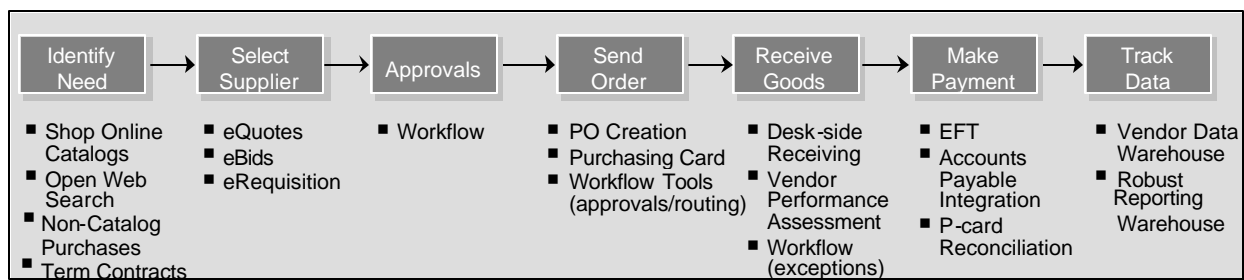 Identify
Need
Select
Supplier
Approvals
Send
Order
Receive
Goods
Make
Payment
Track
Data
▪ Shop Online
Catalogs
▪ Open Web
Search
▪ Non-Catalog
Purchases
▪ Term Contracts
▪ eQuotes
▪ eBids
▪ eRequisition
▪ Workflow
▪ PO Creation
▪ Purchasing Card
▪ Workflow Tools
(approvals/routing)
▪ Desk-side
Receiving
▪ Vendor
Performance
Assessment
▪ Workflow
(exceptions)
▪ EFT
▪ Accounts
Payable
Integration
▪ P-card
Reconciliation
▪ Vendor Data
Warehouse
▪ Robust
Reporting
Warehouse